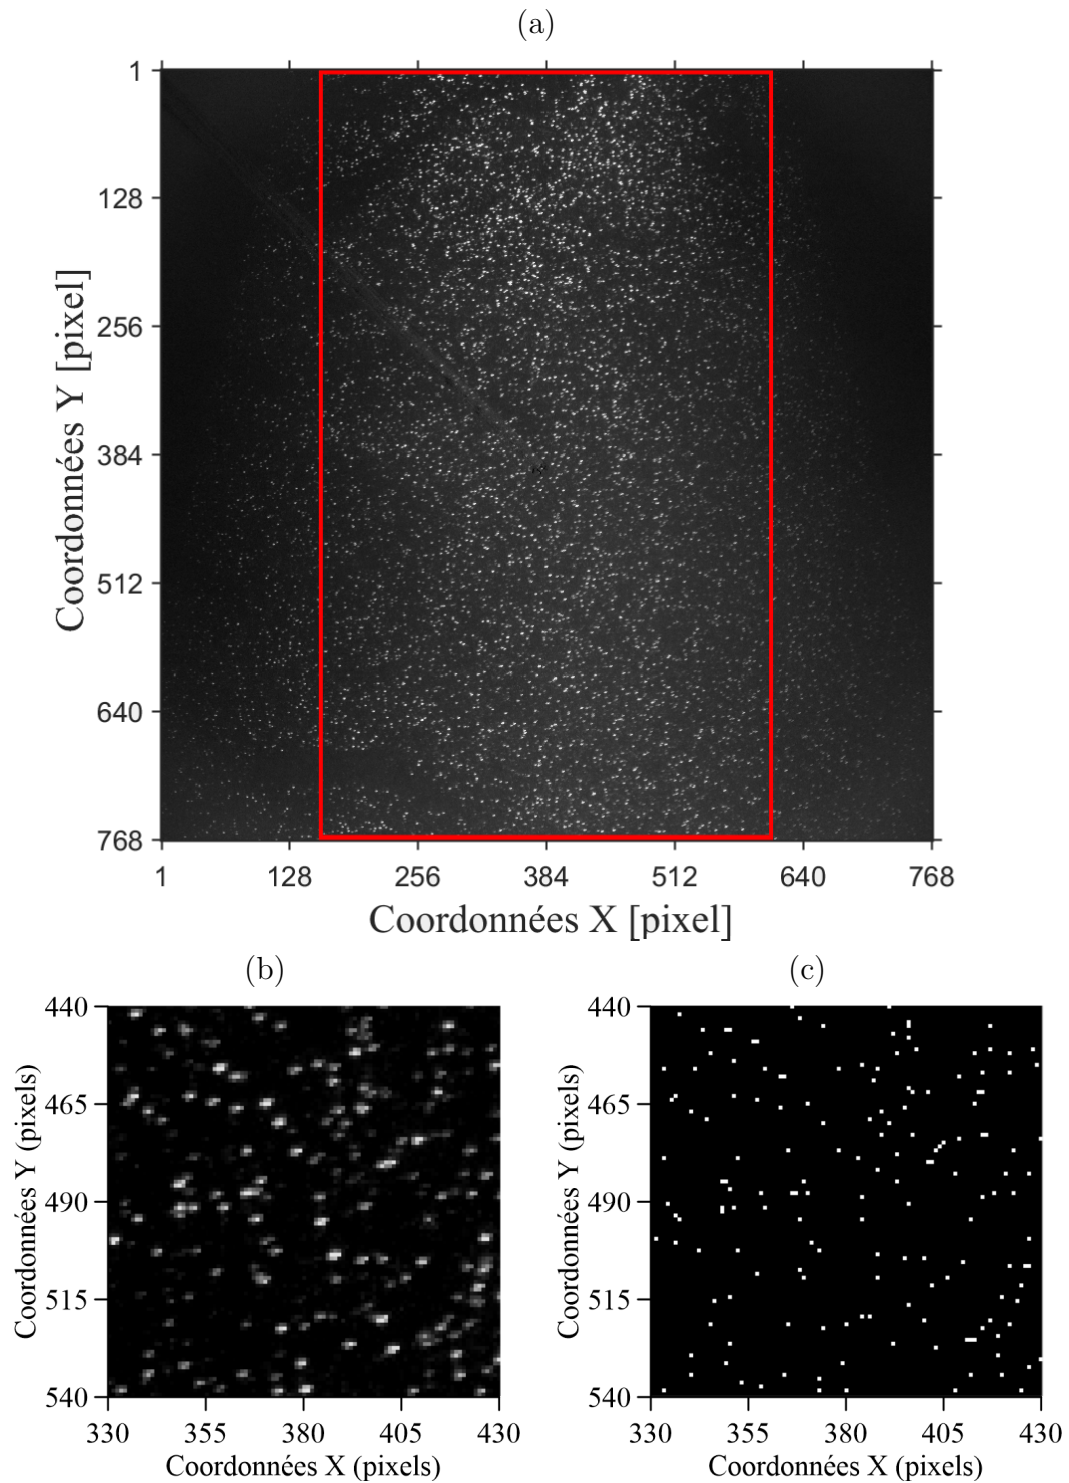 (a)
1
128
256
384
512
640
768
Coordonnées Y [pixel]
1 128 256 384 512 640 768
Coordonnées X [pixel]
(b)
440
465
490
515
540
Coordonnées Y (pixels)
330 355 380 405 430
Coordonnées X (pixels)
(c)
440
465
490
515
540
Coordonnées Y (pixels)
330 355 380 405 430
Coordonnées X (pixels)